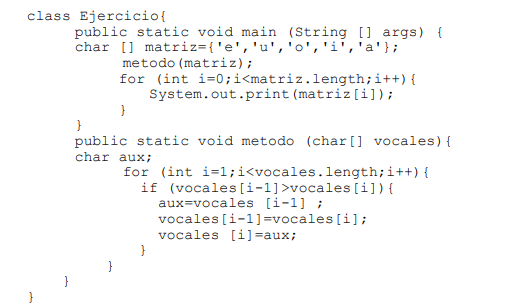 class Ejercicio{
public static void main (String [] args) {
char [] matriz={'e','u','o','i','a'};
metodo(matriz);
for (int i=0;i<matriz.length;i++){
System.out.print(matriz[i]);
}
}
public static void metodo (char[] vocales){
char aux;
for (int i=1;i<vocales.length;i++){
if (vocales[i-1]>vocales[i]){
aux=vocales [i-1] ;
vocales[i-1]=vocales[i];
vocales [i]=aux;
}
}
}
}